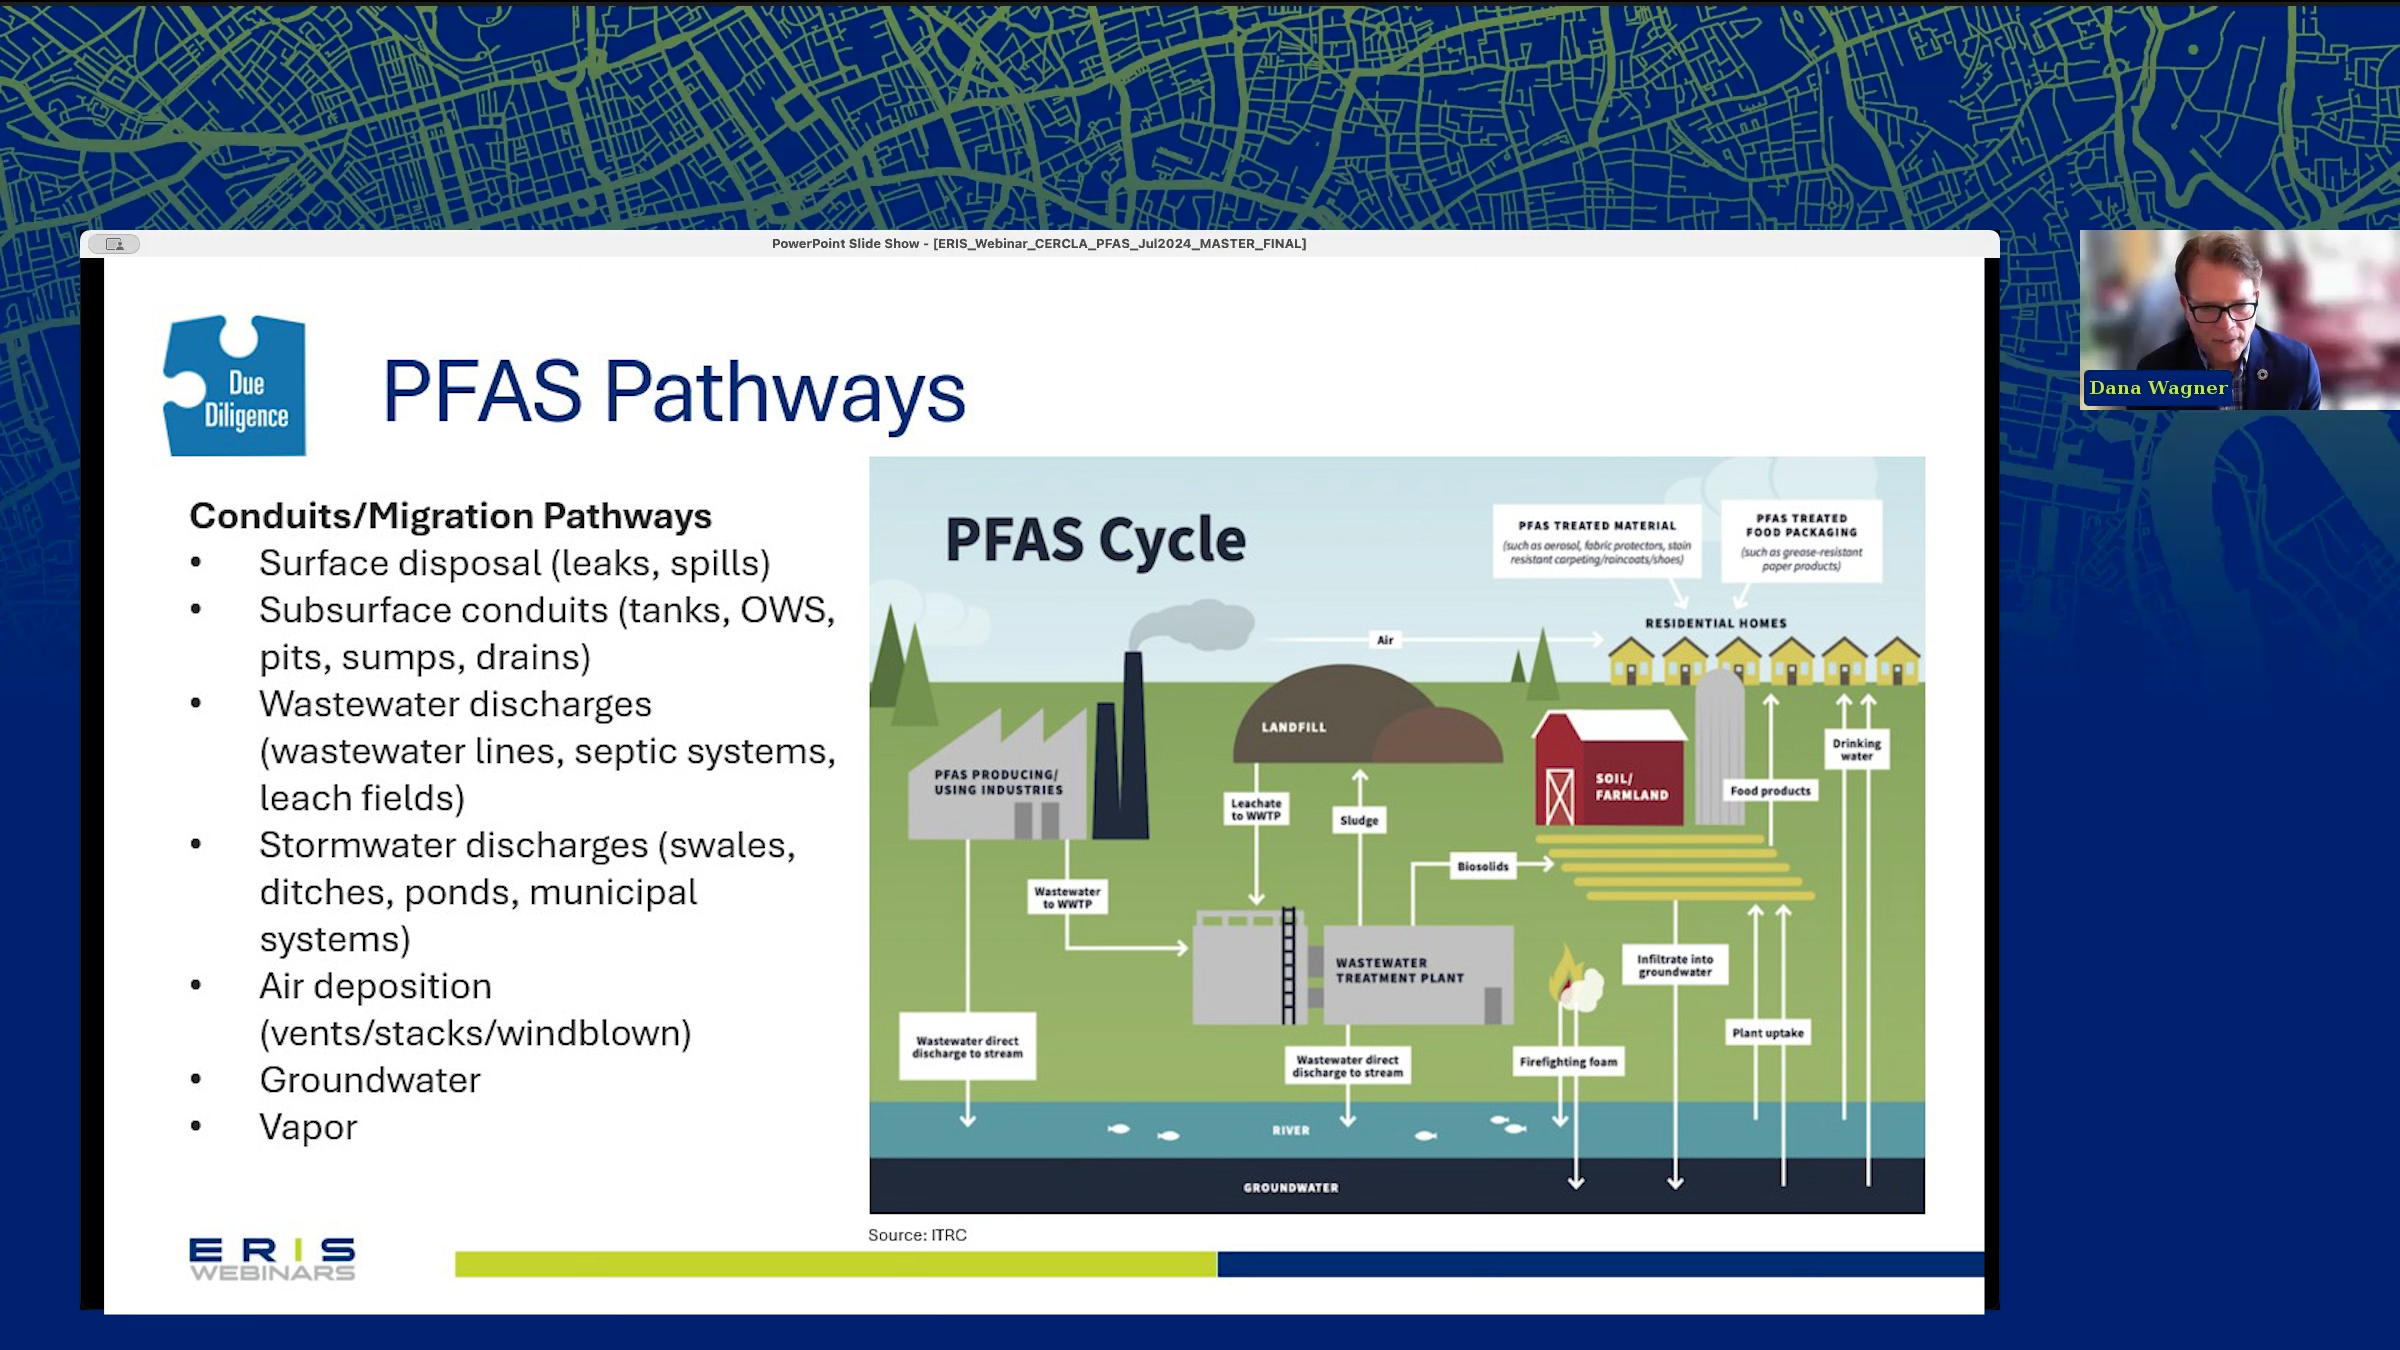 PowerPoint Slide Show - [ERIS_Webinar_CERCLA_PFAS_Jul2024_MASTER_FINAL]
Due
Diligence
PFAS Pathways
Conduits/Migration Pathways
• Surface disposal (leaks, spills)
• Subsurface conduits (tanks, OWS,
pits, sumps, drains)
• Wastewater discharges
(wastewater lines, septic systems,
leach fields)
• Stormwater discharges (swales,
ditches, ponds, municipal
systems)
• Air deposition
(vents/stacks/windblown)
• Groundwater
• Vapor
PFAS Cycle
PFAS TREATED MATERIAL
(such as aerosol, fabric protectors, stain
resistant carpeting/raincoats/shoes)
PFAS TREATED
FOOD PACKAGING
(such as grease-resistant
paper products)
RESIDENTIAL HOMES
Air
LANDFILL
PFAS PRODUCING/
USING INDUSTRIES
Leachate
to WWTP
Sludge
SOIL/
FARMLAND
Food products
Drinking
water
Biosolids
Wastewater
to WWTP
WASTEWATER
TREATMENT PLANT
Infiltrate into
groundwater
Plant uptake
Wastewater direct
discharge to stream
Wastewater direct
discharge to stream
Firefighting foam
RIVER
GROUNDWATER
Source: ITRC
ERIS
WEBINARS
Dana Wagner